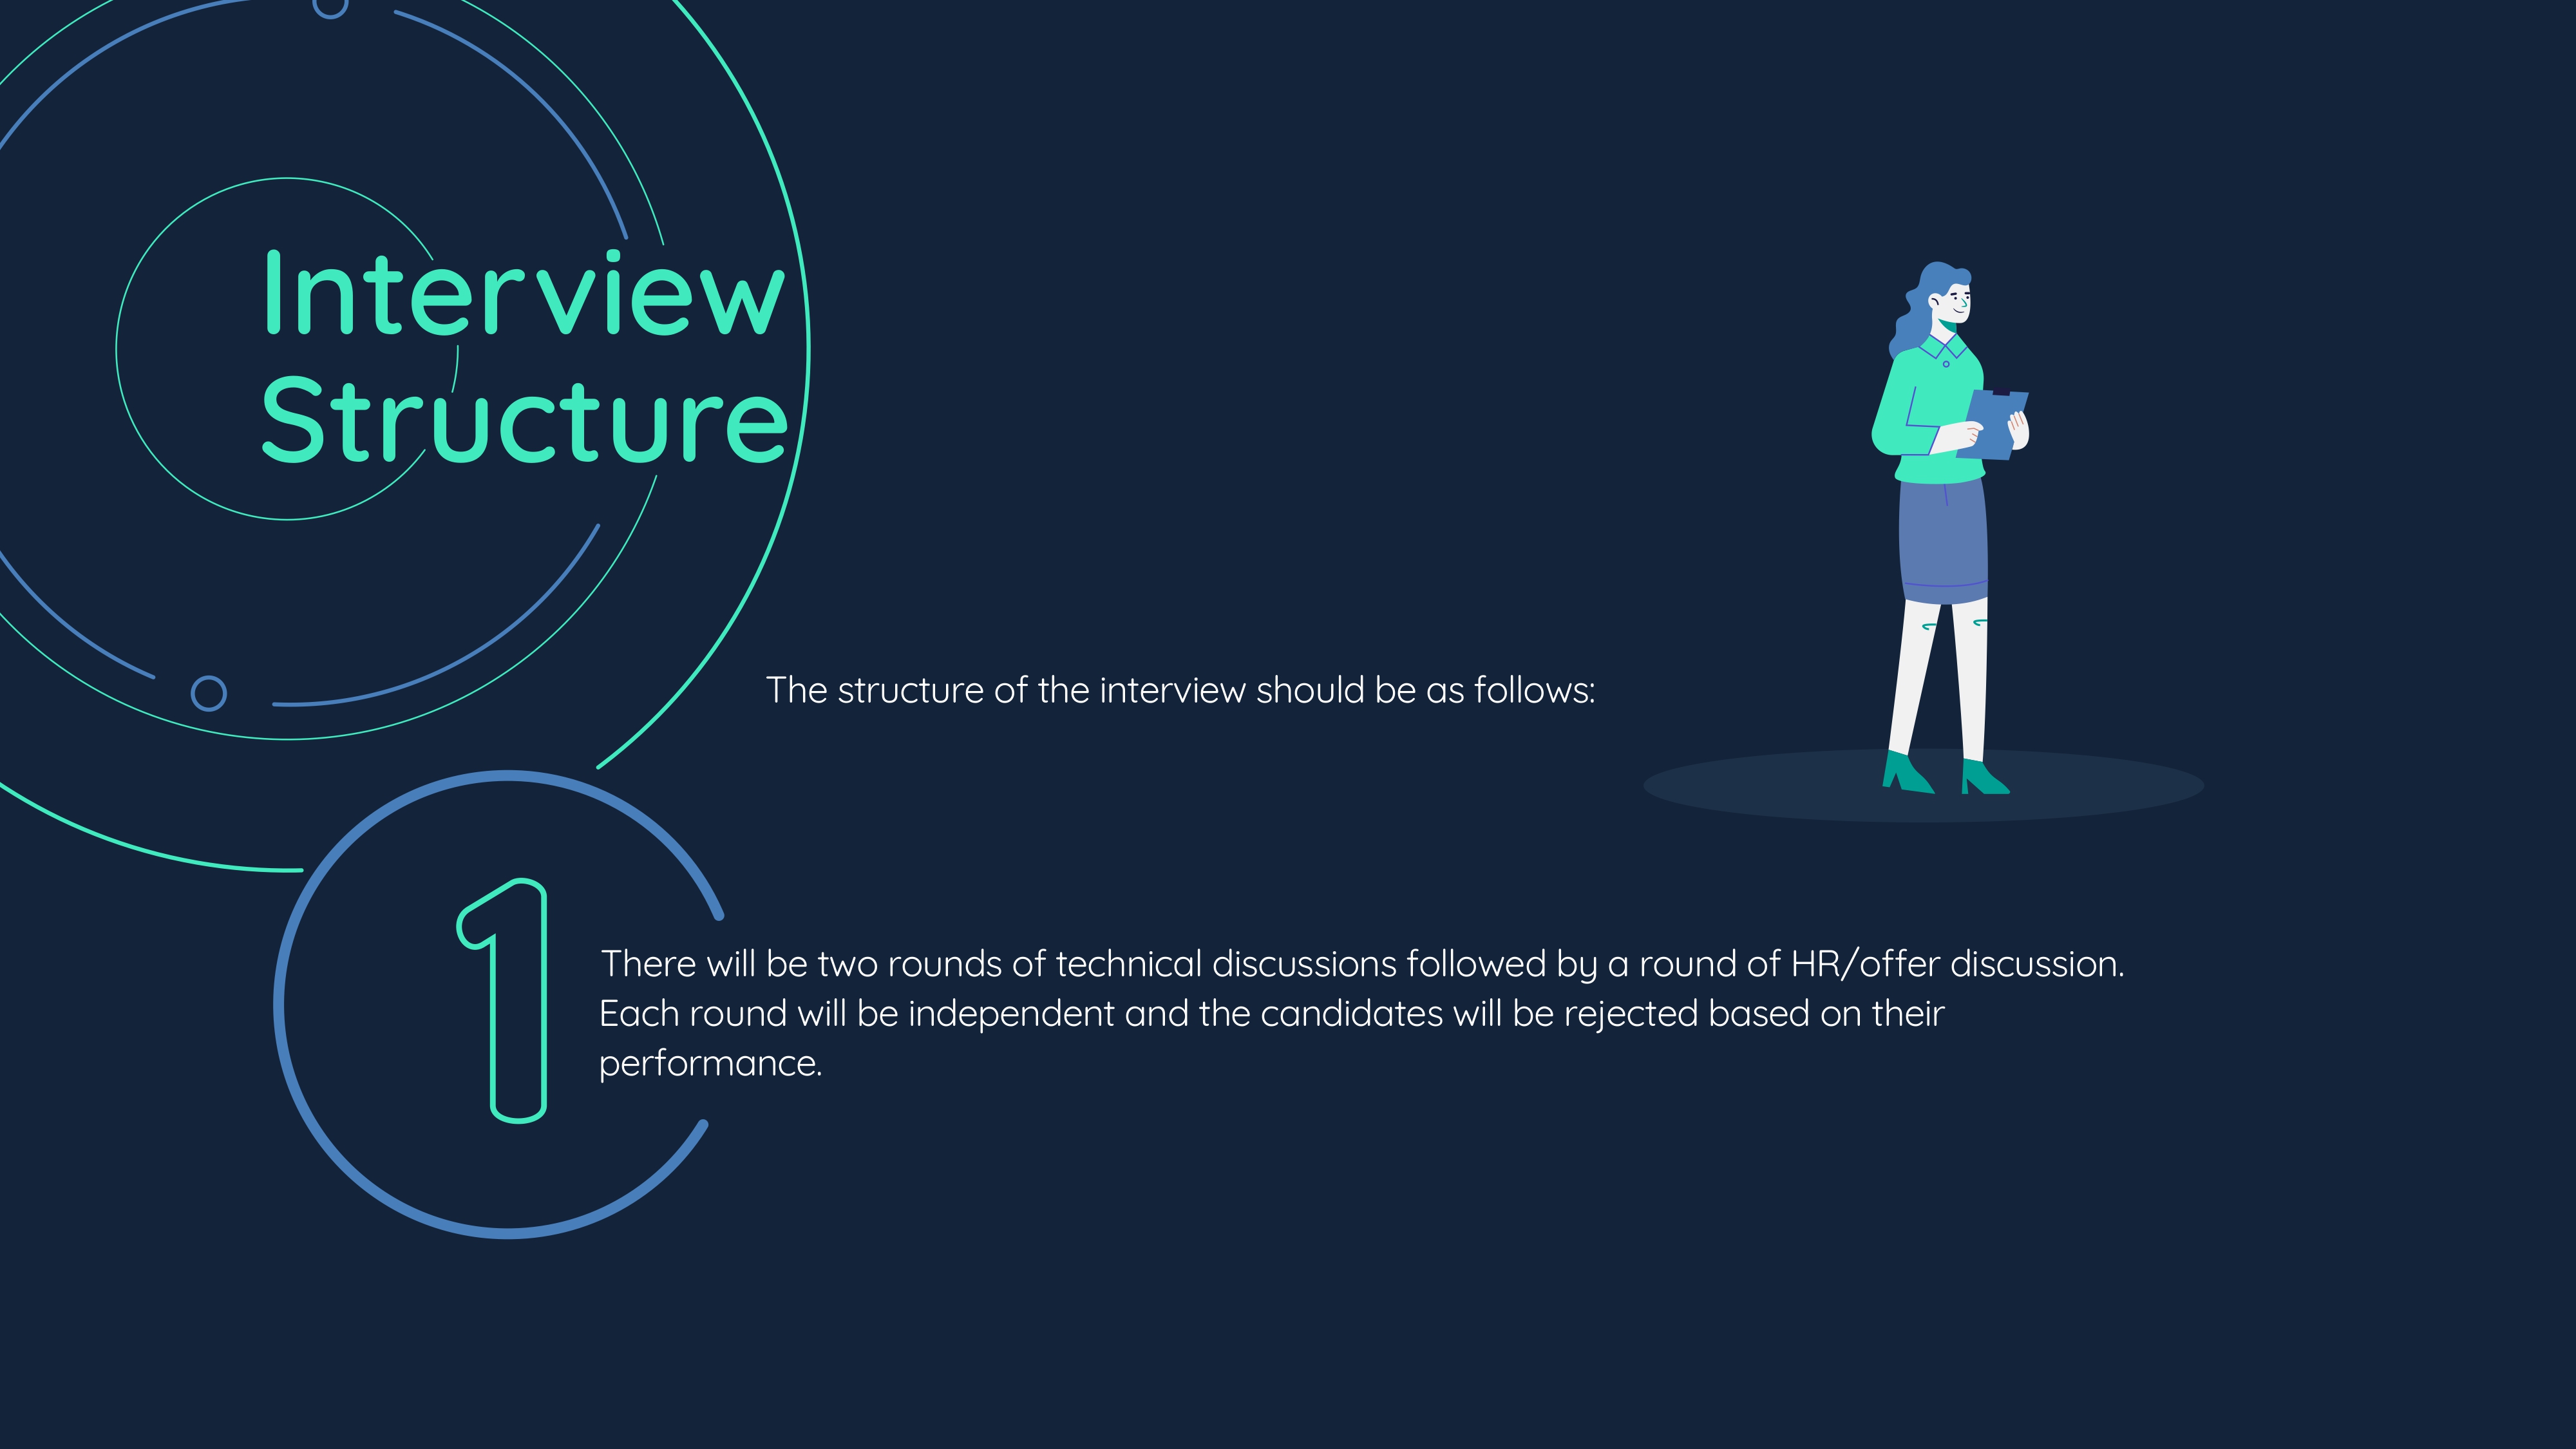 Interview
Structure
The structure of the interview should be as follows:
1
There will be two rounds of technical discussions followed by a round of HR/offer discussion.
Each round will be independent and the candidates will be rejected based on their
performance.